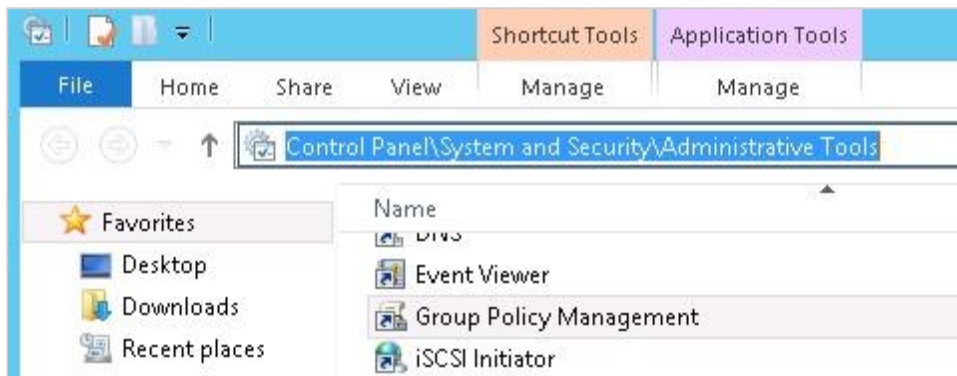 Shortcut Tools Application Tools
File Home Share View Manage Manage
Control Panel\System and Security\Administrative Tools
Favorites
Desktop
Downloads
Recent places
Name
DNS
Event Viewer
Group Policy Management
iSCSI Initiator